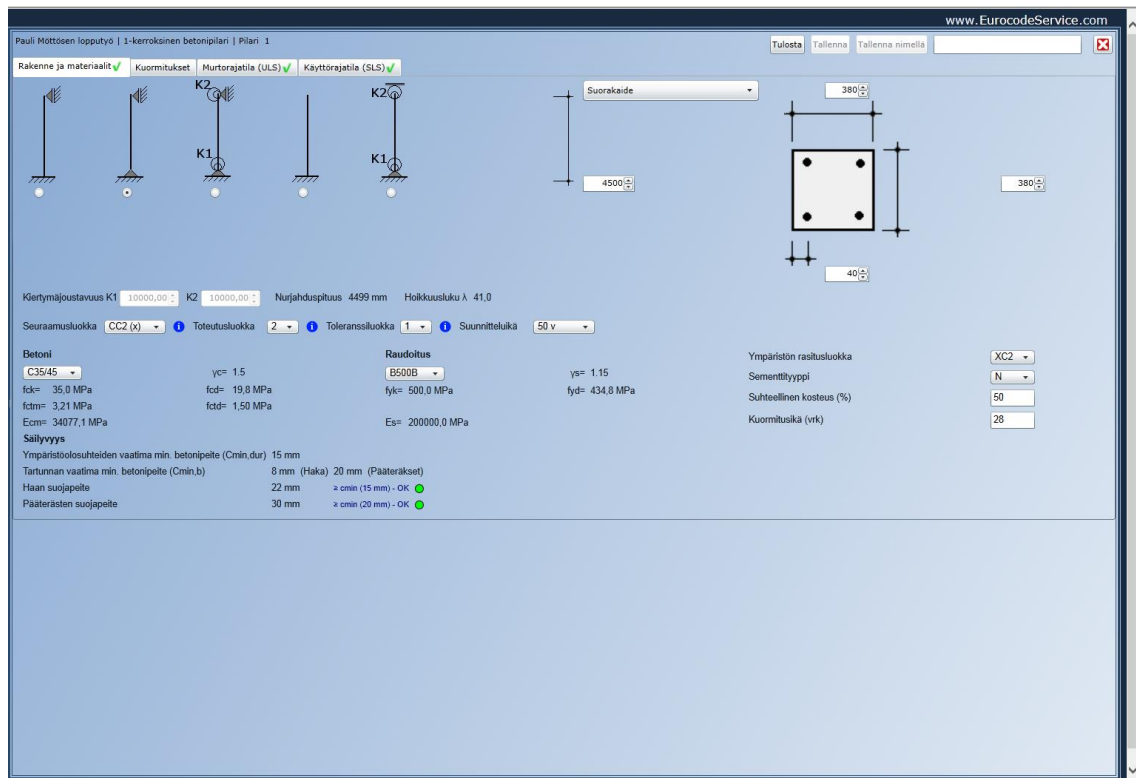 www.EurocodeService.com
Pauli Möttösen lopputyö | 1-kerroksinen betonipilari | Pilari 1
Tulosta Tallenna Tallenna nimellä
Rakenne ja materiaalit Kuormitukset Murtorajatila (ULS) Käyttörajatila (SLS)
K2 K2 Suorakaide 380
K1 K1
4500 380
40
Kiertymäjoustavuus K1 10000,00 K2 10000,00 Nurjahduspituus 4499 mm Hoikkuusluku λ 41,0
Seuraamusluokka CC2 (x) Toteutusluokka 2 Toleranssiluokka 1 Suunnitteluikä 50 v
Betoni Raudoitus Ympäristön rasitusluokka XC2
C35/45 γc= 1.5 B500B γs= 1.15
Sementtityyppi N
fck= 35,0 MPa fcd= 19,8 MPa fyk= 500,0 MPa fyd= 434,8 MPa
Suhteellinen kosteus (%) 50
fctm= 3,21 MPa fctd= 1,50 MPa
Ecm= 34077,1 MPa Es= 200000,0 MPa Kuormitusikä (vrk) 28
Säilyvyys
Ympäristöolosuhteiden vaatima min. betonipeite (Cmin,dur) 15 mm
Tartunnan vaatima min. betonipeite (Cmin,b) 8 mm (Haka) 20 mm (Pääteräkset)
Haan suojapeite 22 mm ≥ cmin (15 mm) - OK
Pääterästen suojapeite 30 mm ≥ cmin (20 mm) - OK